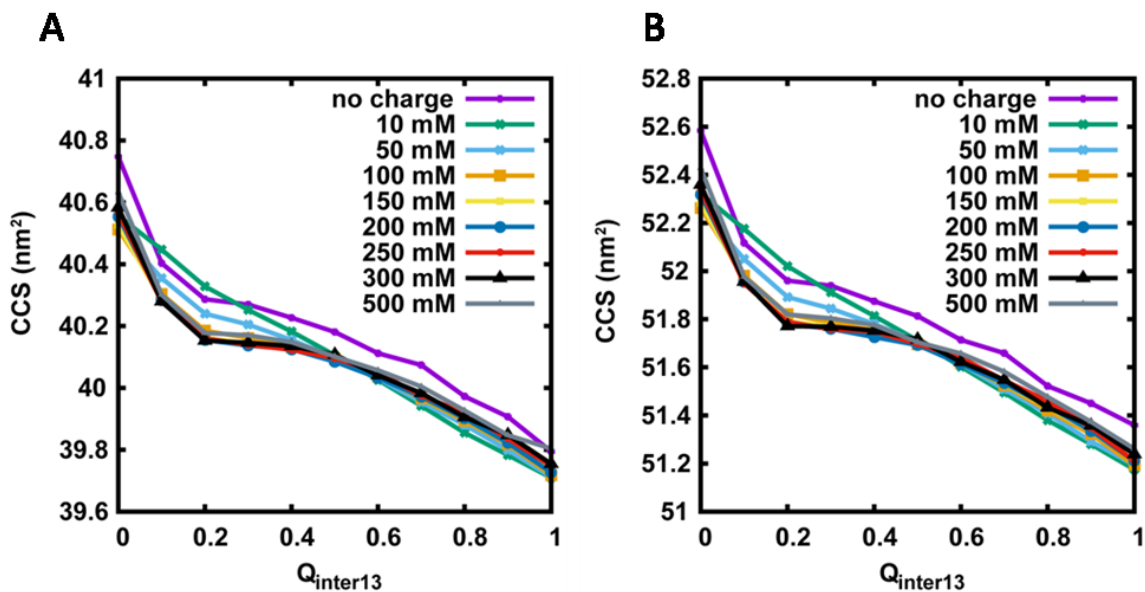 A
41
40.8
40.6
40.4
40.2
40
39.8
39.6
CCS (nm²)
no charge
10 mM
50 mM
100 mM
150 mM
200 mM
250 mM
300 mM
500 mM
0 0.2 0.4 0.6 0.8 1
Qinter13
B
52.8
52.6
52.4
52.2
52
51.8
51.6
51.4
51.2
51
CCS (nm²)
no charge
10 mM
50 mM
100 mM
150 mM
200 mM
250 mM
300 mM
500 mM
0 0.2 0.4 0.6 0.8 1
Qinter13